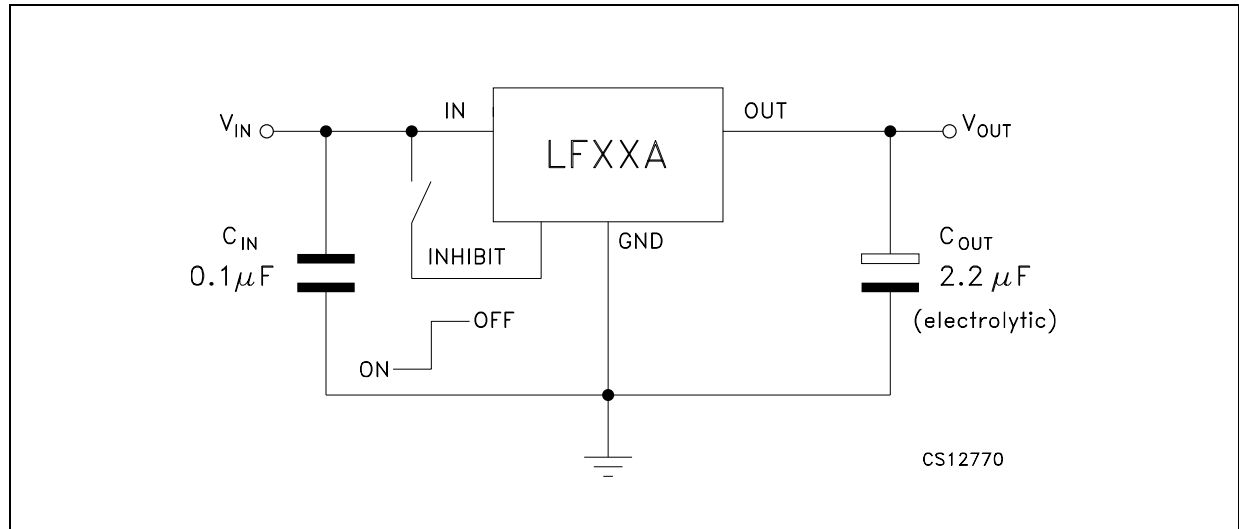 IN
OUT
V_IN
V_OUT
LFXXA
GND
C_IN
0.1μF
INHIBIT
C_OUT
2.2 μF
(electrolytic)
OFF
ON
CS12770